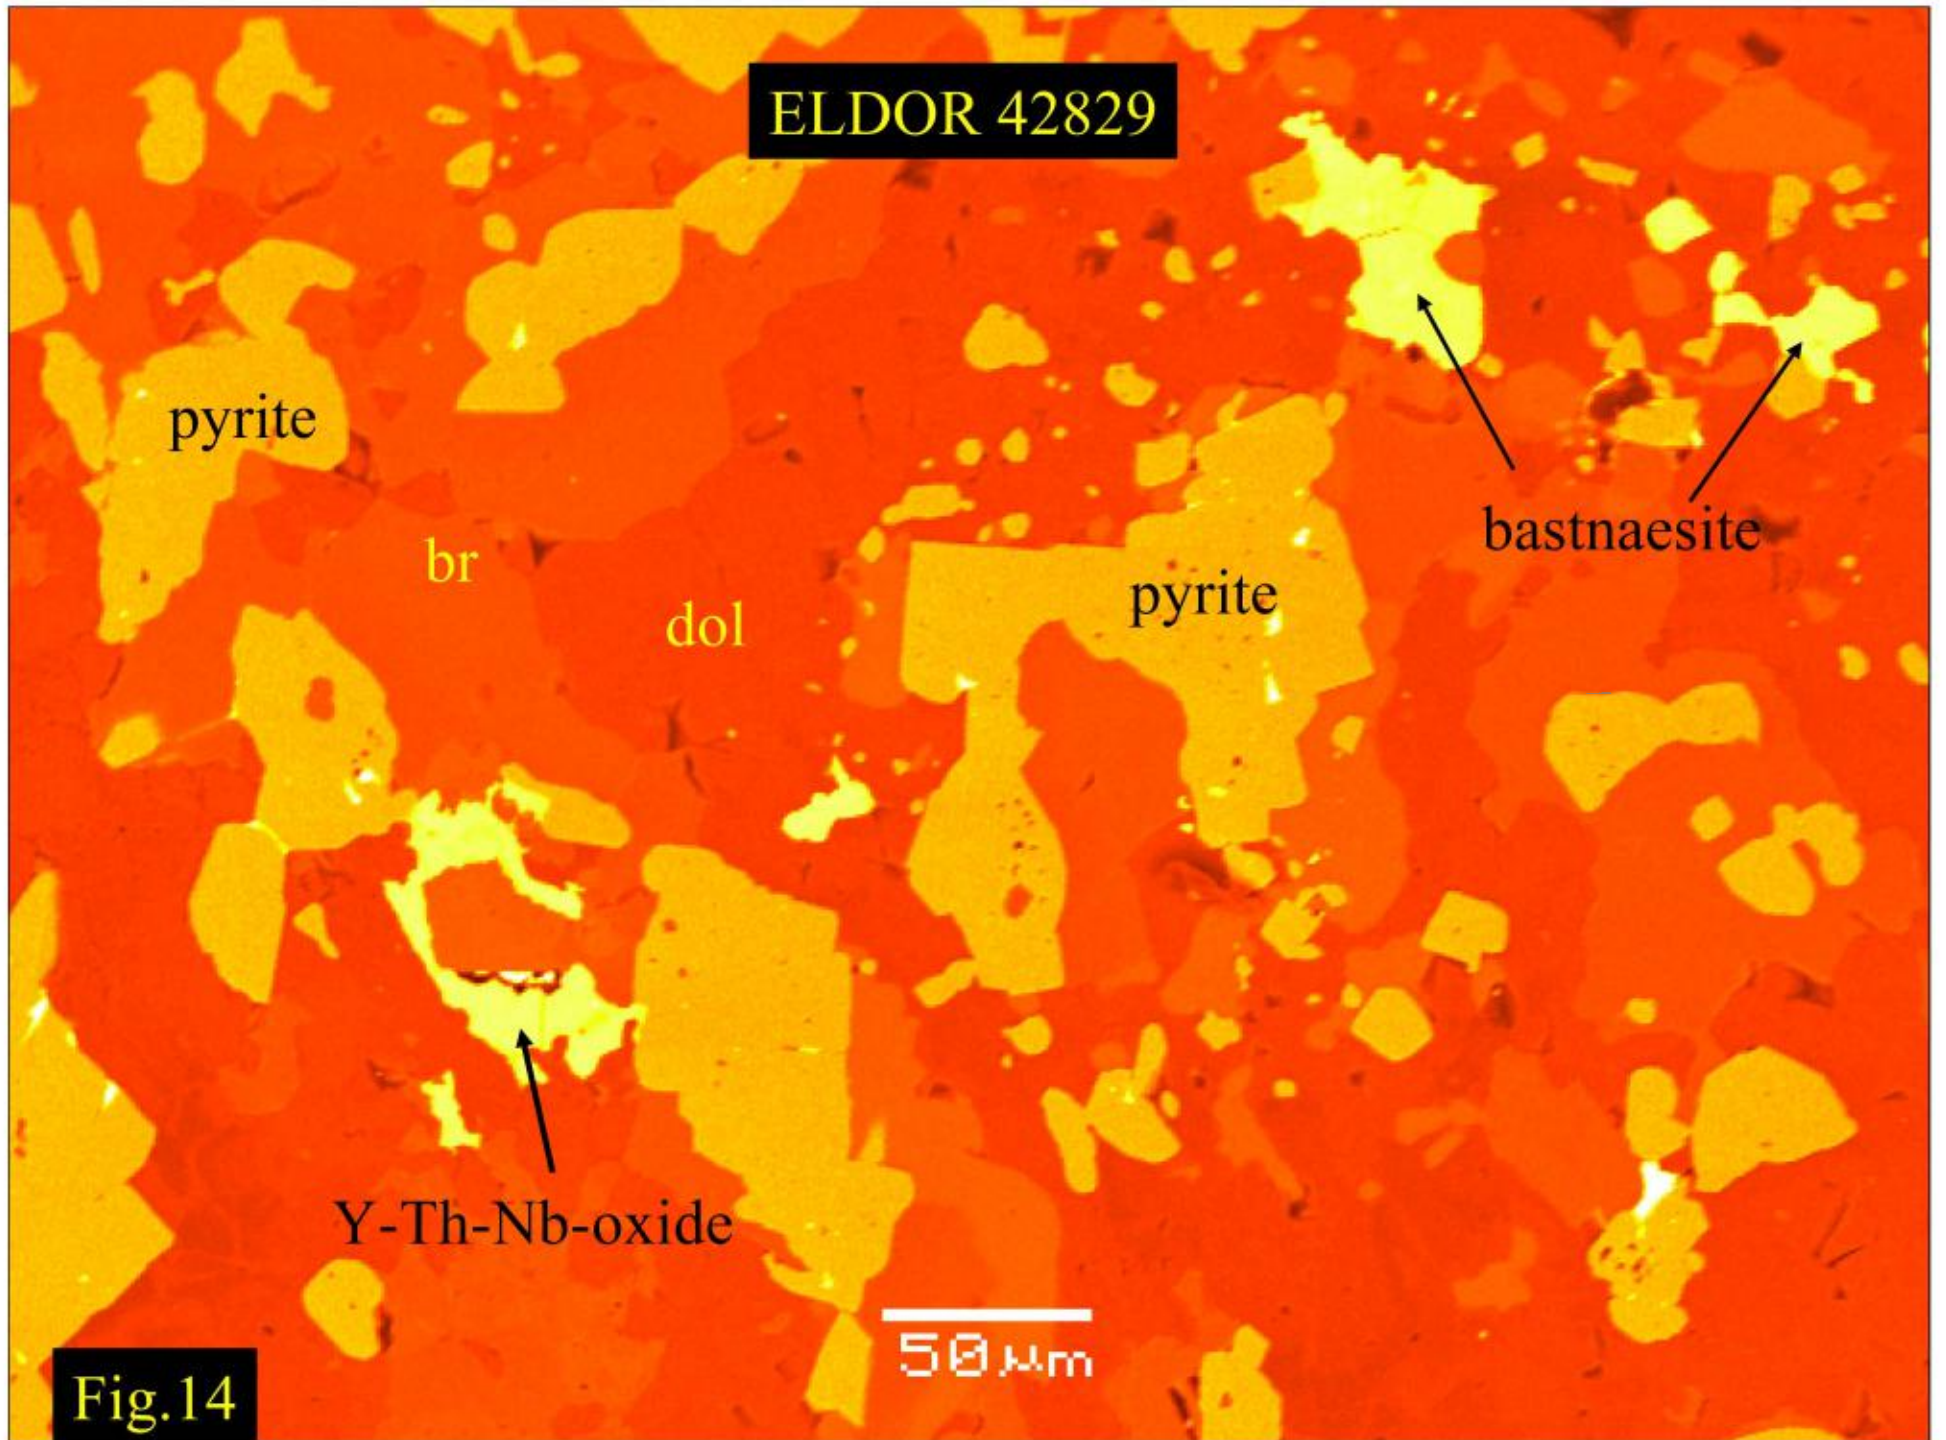 ELDOR 42829
pyrite
bastnaesite
br
pyrite
dol
Y-Th-Nb-oxide
50µm
Fig.14